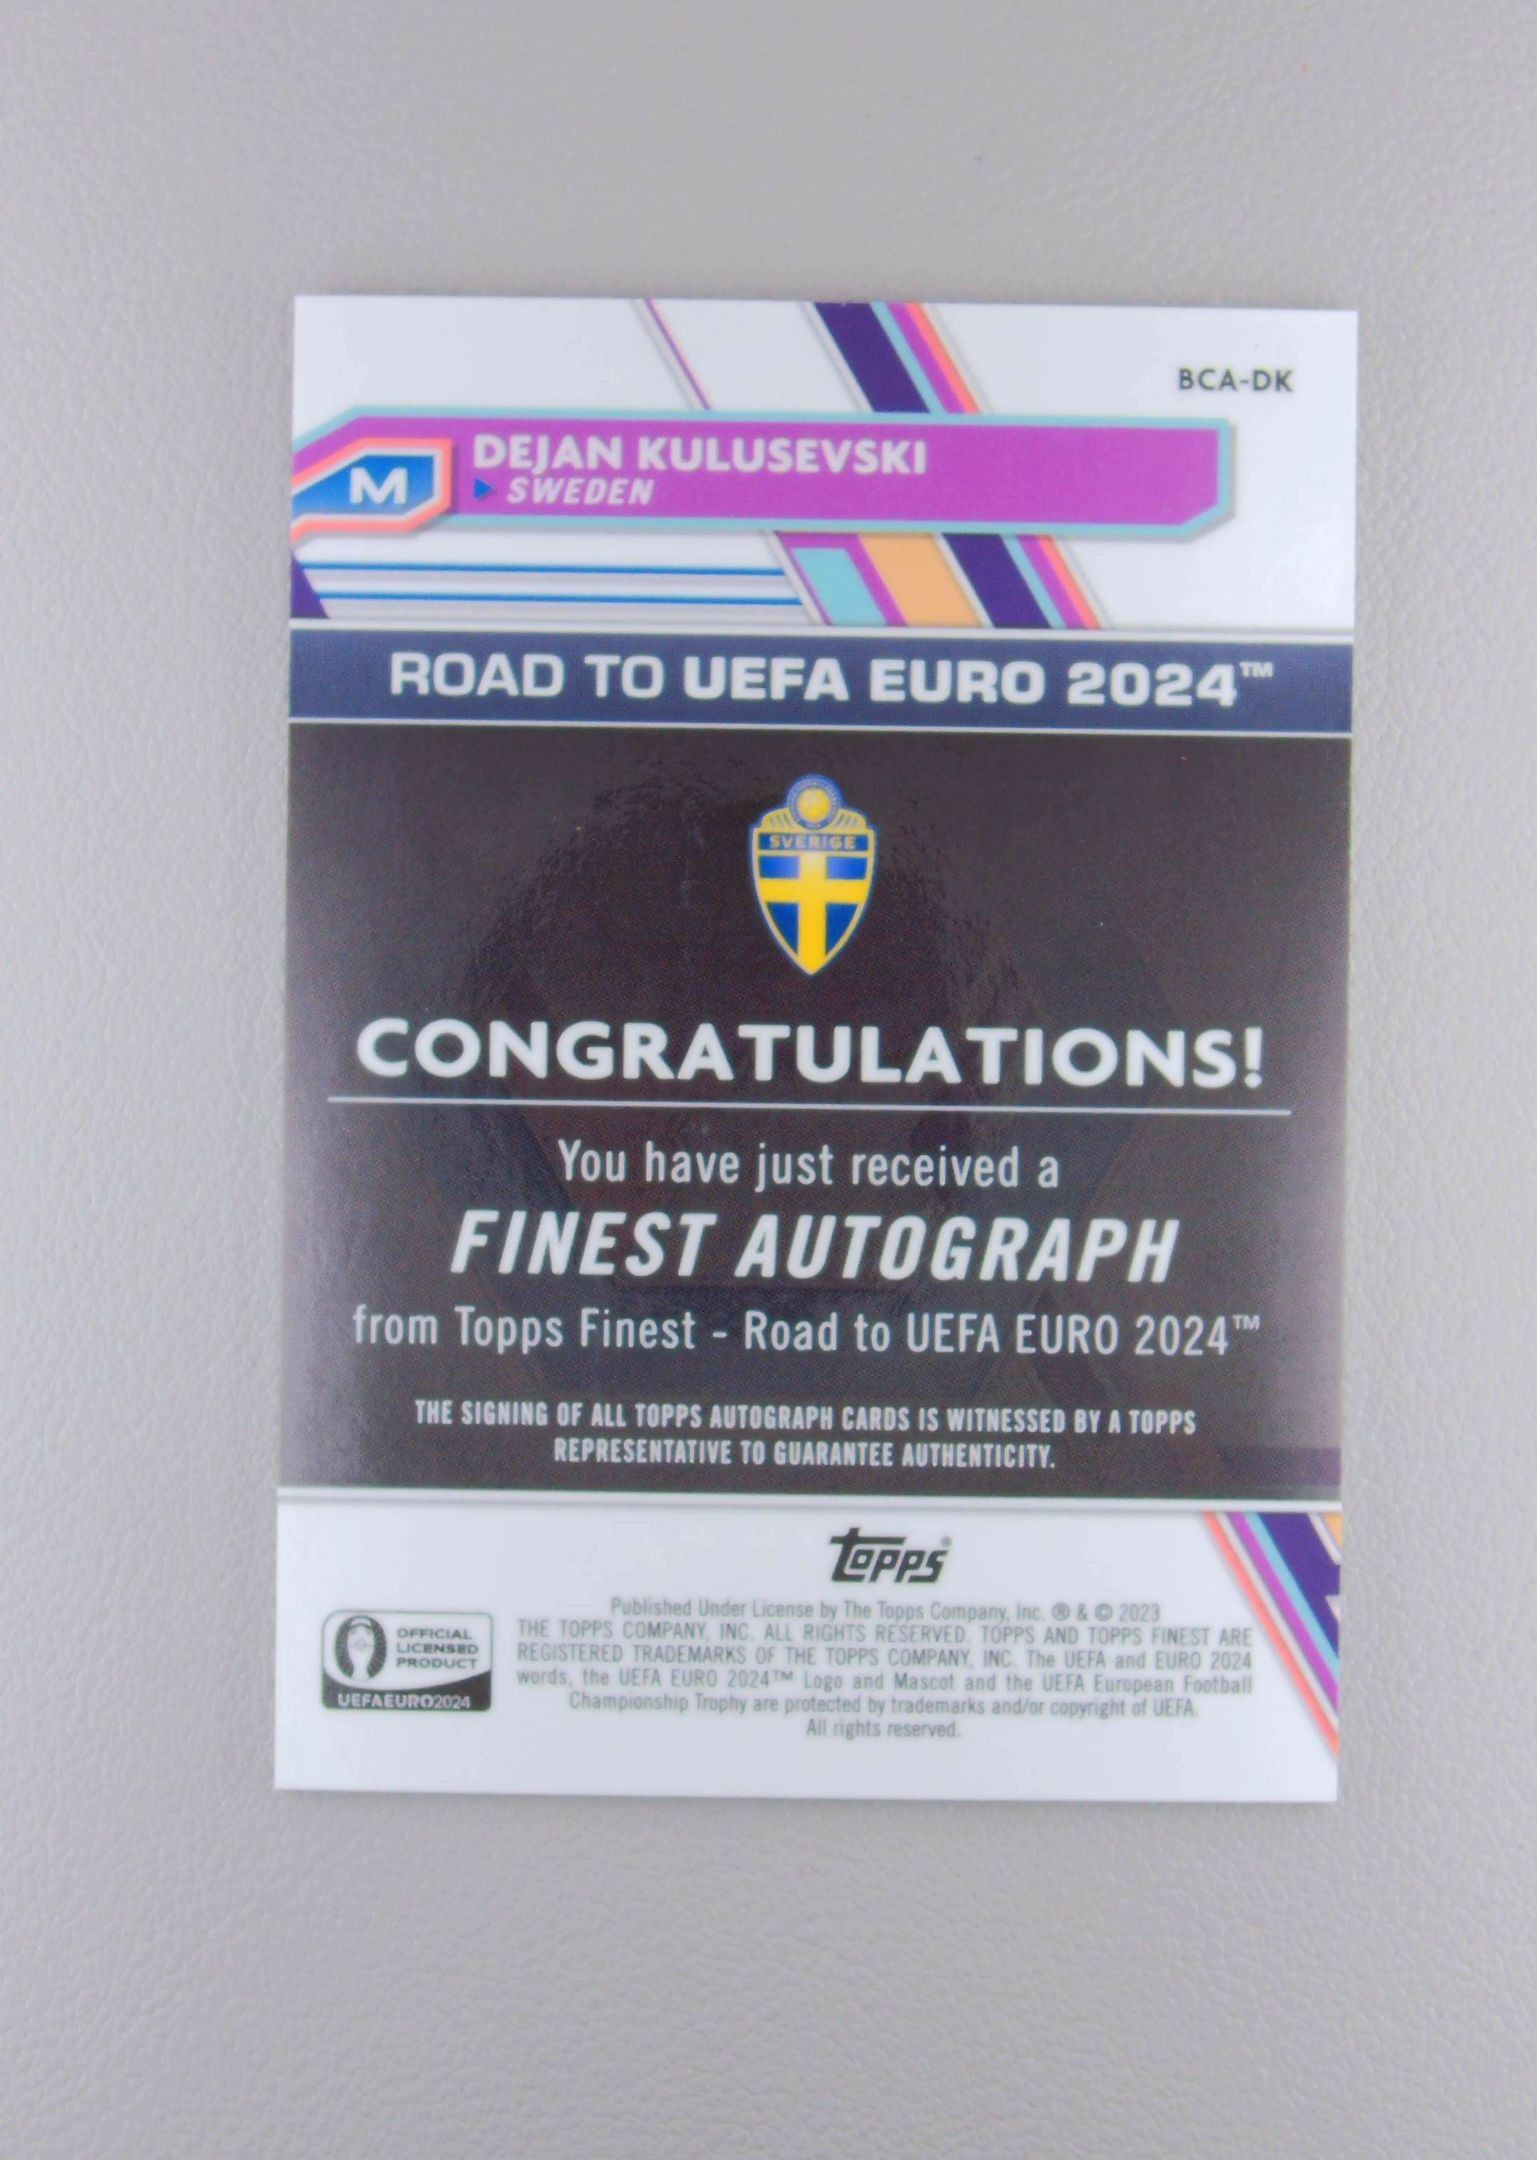 BCA-DK
DEJAN KULUSEVSKI
M
SWEDEN
ROAD TO UEFA EURO 2024™
SVERIGE
CONGRATULATIONS!
You have just received a
FINEST AUTOGRAPH
from Topps Finest - Road to UEFA EURO 2024™
THE SIGNING OF ALL TOPPS AUTOGRAPH CARDS IS WITNESSED BY A TOPPS
REPRESENTATIVE TO GUARANTEE AUTHENTICITY.
topps®
Published Under License by The Topps Company, Inc. ® & © 2023
THE TOPPS COMPANY, INC. ALL RIGHTS RESERVED. TOPPS AND TOPPS FINEST ARE
REGISTERED TRADEMARKS OF THE TOPPS COMPANY, INC. The UEFA and EURO 2024
words, the UEFA EURO 2024™ Logo and Mascot and the UEFA European Football
Championship Trophy are protected by trademarks and/or copyright of UEFA.
All rights reserved.
OFFICIAL
LICENSED
PRODUCT
UEFAEURO2024